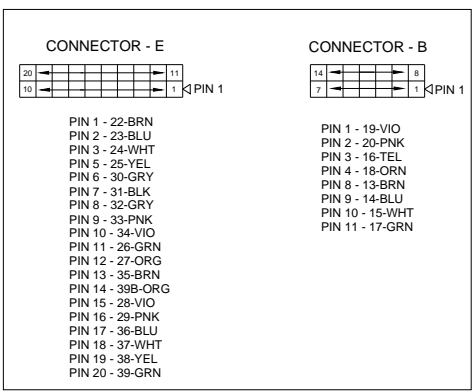 CONNECTOR - E
20 11
10 1 PIN 1
PIN 1 - 22-BRN
PIN 2 - 23-BLU
PIN 3 - 24-WHT
PIN 5 - 25-YEL
PIN 6 - 30-GRY
PIN 7 - 31-BLK
PIN 8 - 32-GRY
PIN 9 - 33-PNK
PIN 10 - 34-VIO
PIN 11 - 26-GRN
PIN 12 - 27-ORG
PIN 13 - 35-BRN
PIN 14 - 39B-ORG
PIN 15 - 28-VIO
PIN 16 - 29-PNK
PIN 17 - 36-BLU
PIN 18 - 37-WHT
PIN 19 - 38-YEL
PIN 20 - 39-GRN
CONNECTOR - B
14 8
7 1 PIN 1
PIN 1 - 19-VIO
PIN 2 - 20-PNK
PIN 3 - 16-TEL
PIN 4 - 18-ORN
PIN 8 - 13-BRN
PIN 9 - 14-BLU
PIN 10 - 15-WHT
PIN 11 - 17-GRN